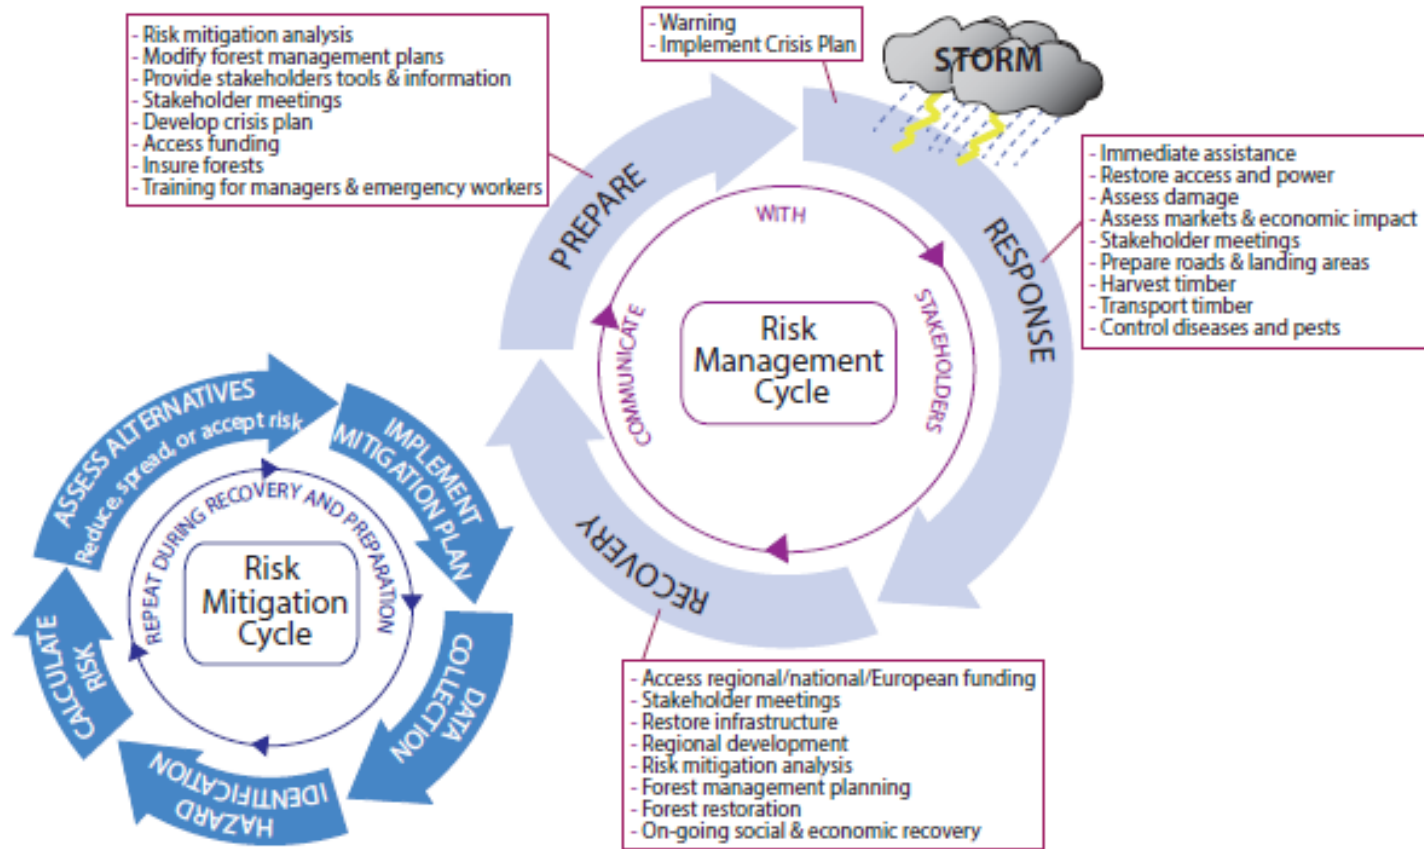 - Risk mitigation analysis
- Modify forest management plans
- Provide stakeholders tools & information
- Stakeholder meetings
- Develop crisis plan
- Access funding
- Insure forests
- Training for managers & emergency workers
- Warning
- Implement Crisis Plan
STORM
- Immediate assistance
- Restore access and power
- Assess damage
- Assess markets & economic impact
- Stakeholder meetings
- Prepare roads & landing areas
- Harvest timber
- Transport timber
- Control diseases and pests
PREPARE
RESPONSE
RECOVERY
COMMUNICATE
WITH
STAKEHOLDERS
Risk
Management
Cycle
- Access regional/national/European funding
- Stakeholder meetings
- Restore infrastructure
- Regional development
- Risk mitigation analysis
- Forest management planning
- Forest restoration
- On-going social & economic recovery
ASSESS ALTERNATIVES
Reduce, spread, or accept risk
IMPLEMENT
MITIGATION PLAN
DATA
COLLECTION
HAZARD
IDENTIFICATION
CALCULATE
RISK
REPEAT DURING RECOVERY AND PREPARATION
Risk
Mitigation
Cycle